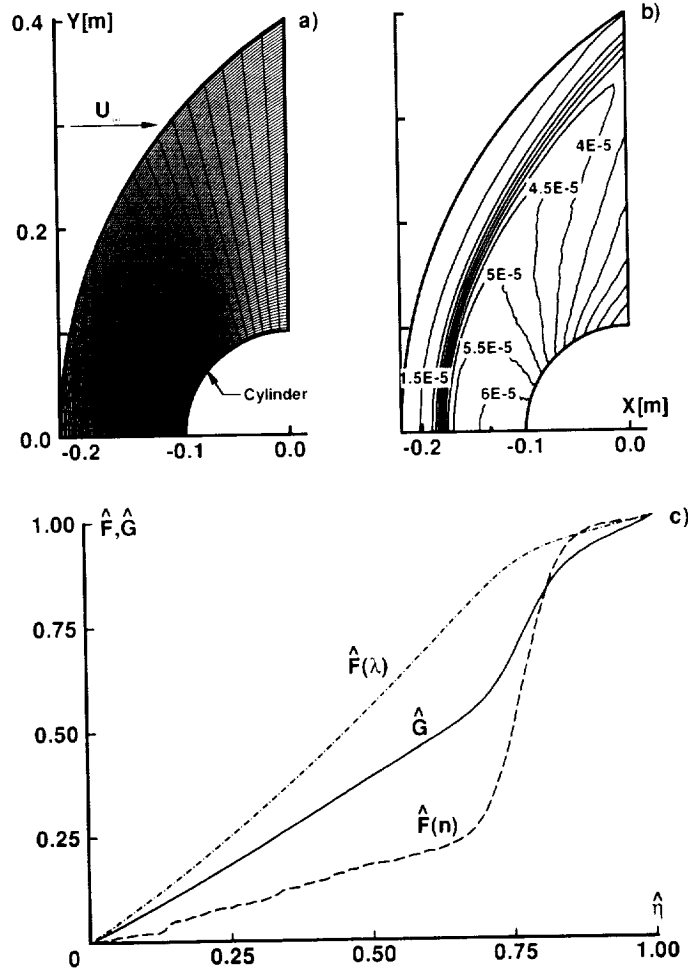 0.4 Y[m] a)
U∞
0.2
Cylinder
0.0
-0.2 -0.1 0.0
b)
4E-5
4.5E-5
5E-5
5.5E-5
1.5E-5
6E-5
X[m]
-0.2 -0.1 0.0
1.00 F̂,Ĝ c)
0.75
F̂(λ)
0.50
Ĝ
0.25
F̂(n)
η̂
0 0.25 0.50 0.75 1.00